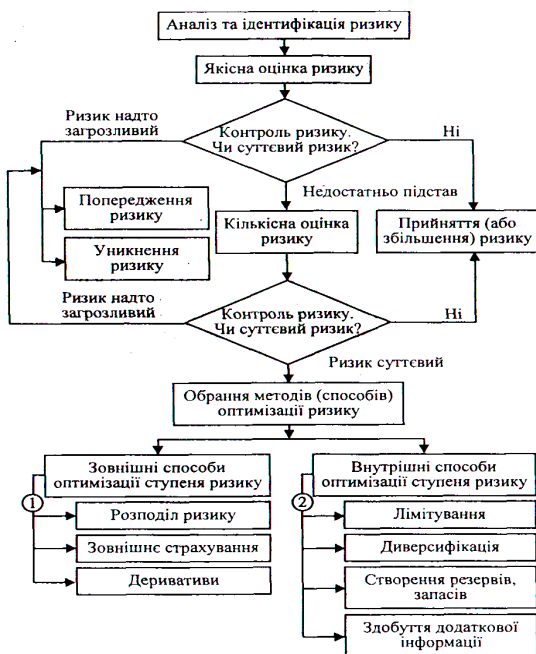 Аналіз та ідентифікація ризику
Якісна оцінка ризику
Ризик надто
загрозливий
Контроль ризику.
Чи суттєвий ризик?
Ні
Недостатньо підстав
Попередження
ризику
Уникнення
ризику
Кількісна оцінка
ризику
Прийняття (або
збільшення) ризику
Ризик надто
загрозливий
Контроль ризику.
Чи суттєвий ризик?
Ні
Ризик суттєвий
Обрання методів (способів)
оптимізації ризику
Зовнішні способи
оптимізації ступеня ризику
1
Розподіл ризику
Зовнішнє страхування
Деривативи
Внутрішні способи
оптимізації ступеня ризику
2
Лімітування
Диверсифікація
Створення резервів,
запасів
Здобуття додаткової
інформації